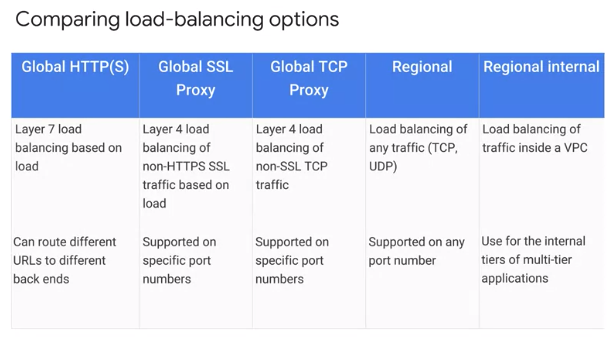 Comparing load-balancing options
Global HTTP(S)
Global SSL
Proxy
Global TCP
Proxy
Regional
Regional internal
Layer 7 load
balancing based on
load
Layer 4 load
balancing of
non-HTTPS SSL
traffic based on
load
Layer 4 load
balancing of
non-SSL TCP
traffic
Load balancing of
any traffic (TCP,
UDP)
Load balancing of
traffic inside a VPC
Can route different
URLs to different
back ends
Supported on
specific port
numbers
Supported on
specific port
numbers
Supported on any
port number
Use for the internal
tiers of multi-tier
applications